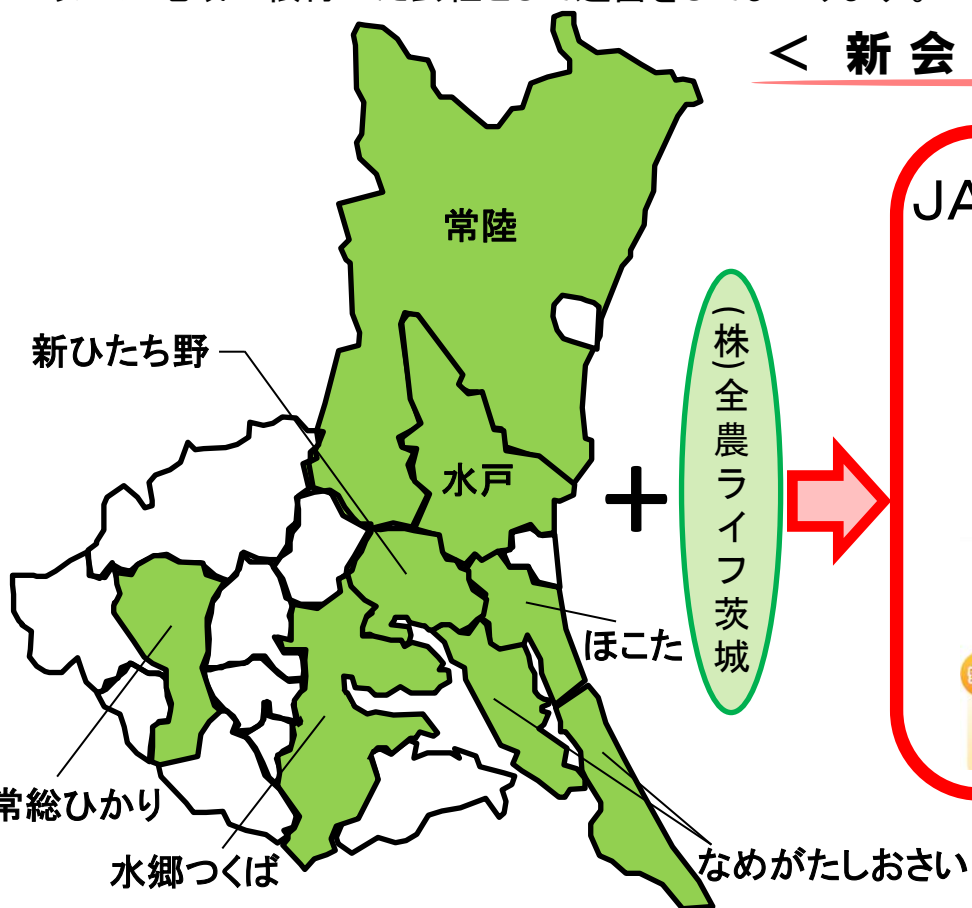 < 新 会
JA
常陸
新ひたち野
水戸
+
(株)全農ライフ茨城
ほこた
常総ひかり
水郷つくば
なめがたしおさい